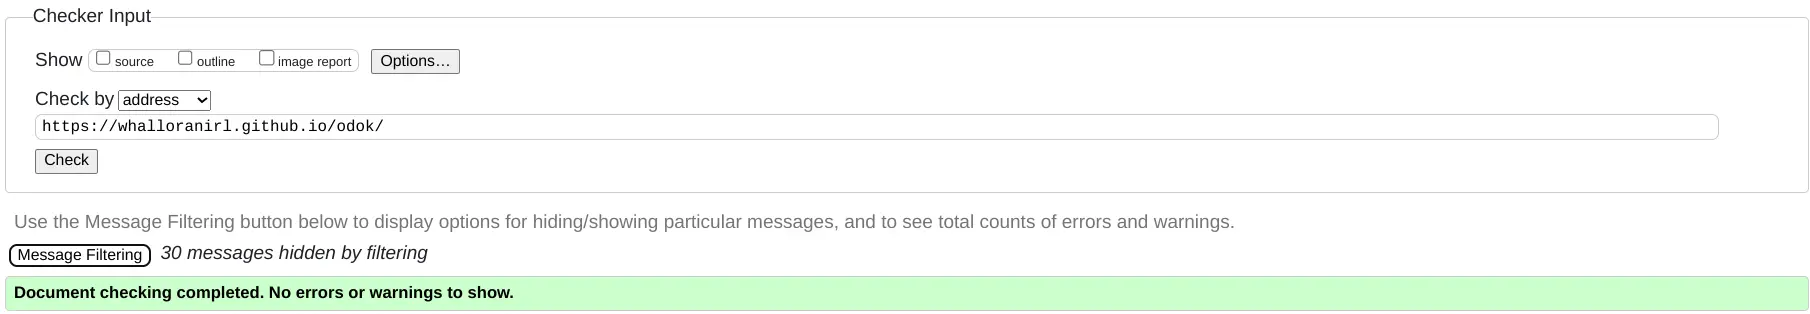 Checker Input
Show source outline image report Options...
Check by address
https://whalloranirl.github.io/odok/
Check
Use the Message Filtering button below to display options for hiding/showing particular messages, and to see total counts of errors and warnings.
Message Filtering 30 messages hidden by filtering
Document checking completed. No errors or warnings to show.